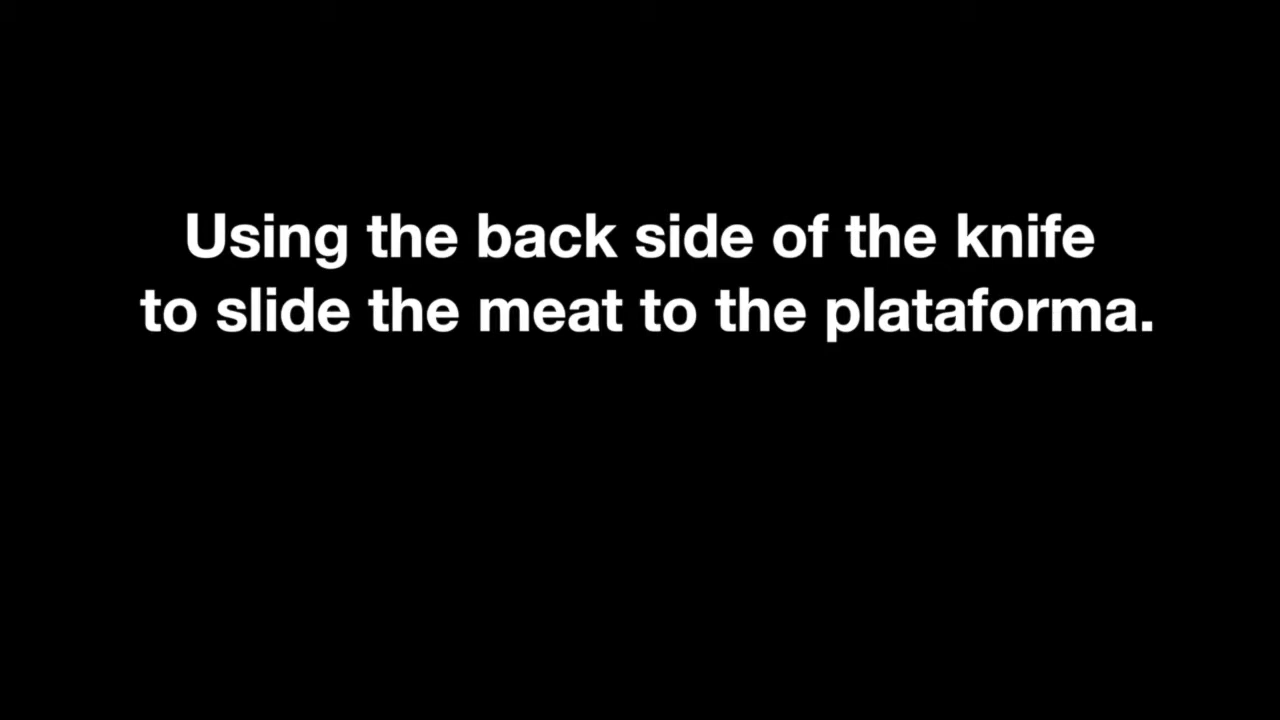 Using the back side of the knife
to slide the meat to the plataforma.